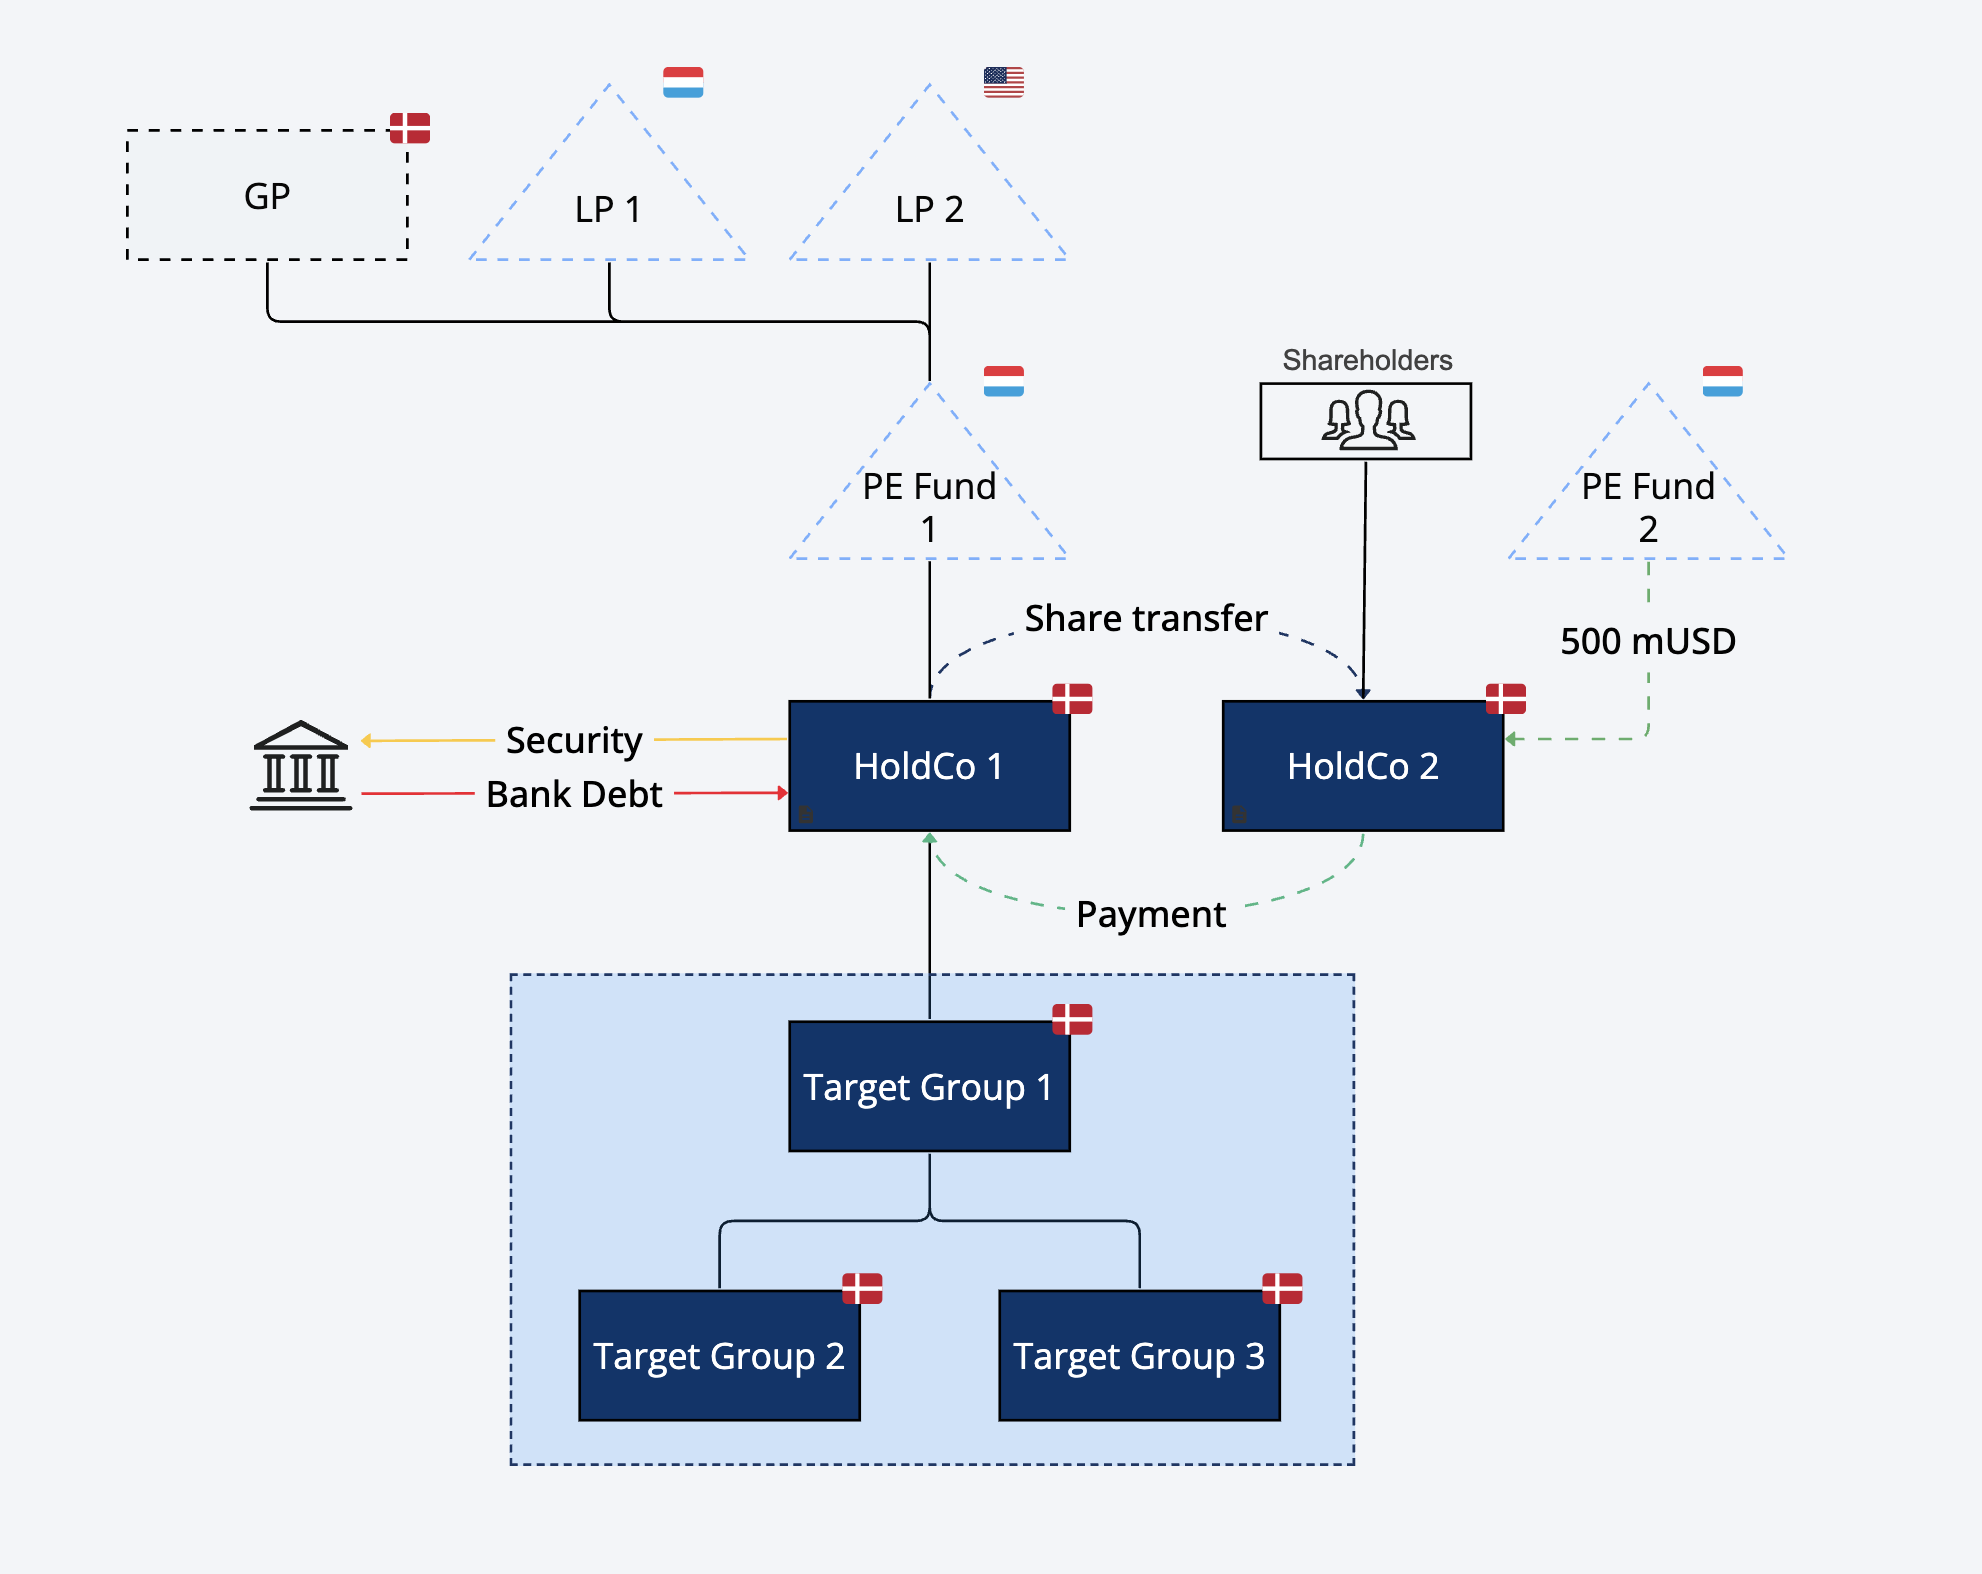 GP
LP 1
LP 2
Shareholders
PE Fund
1
PE Fund
2
Share transfer
500 mUSD
Security
Bank Debt
HoldCo 1
HoldCo 2
Payment
Target Group 1
Target Group 2
Target Group 3